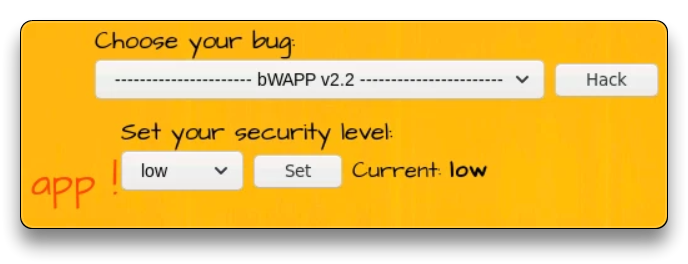 Choose your bug:
---------------------- bWAPP v2.2 ----------------------- Hack
Set your security level:
app ! low Set Current: low